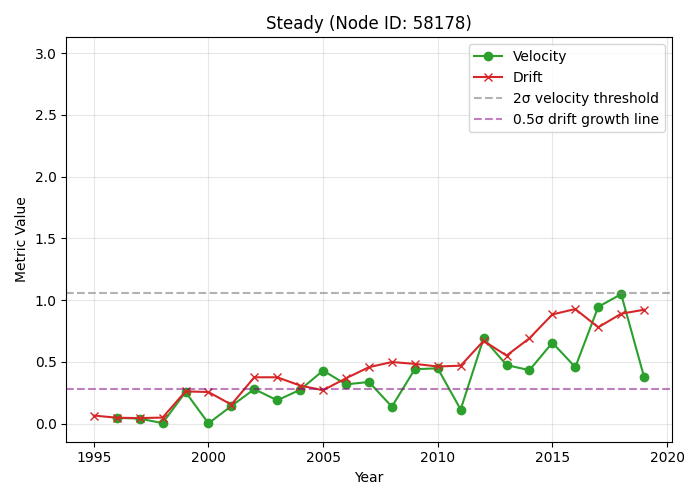 Steady (Node ID: 58178)
Velocity
Drift
2σ velocity threshold
0.5σ drift growth line
Metric Value
3.0
2.5
2.0
1.5
1.0
0.5
0.0
1995 2000 2005 2010 2015 2020
Year